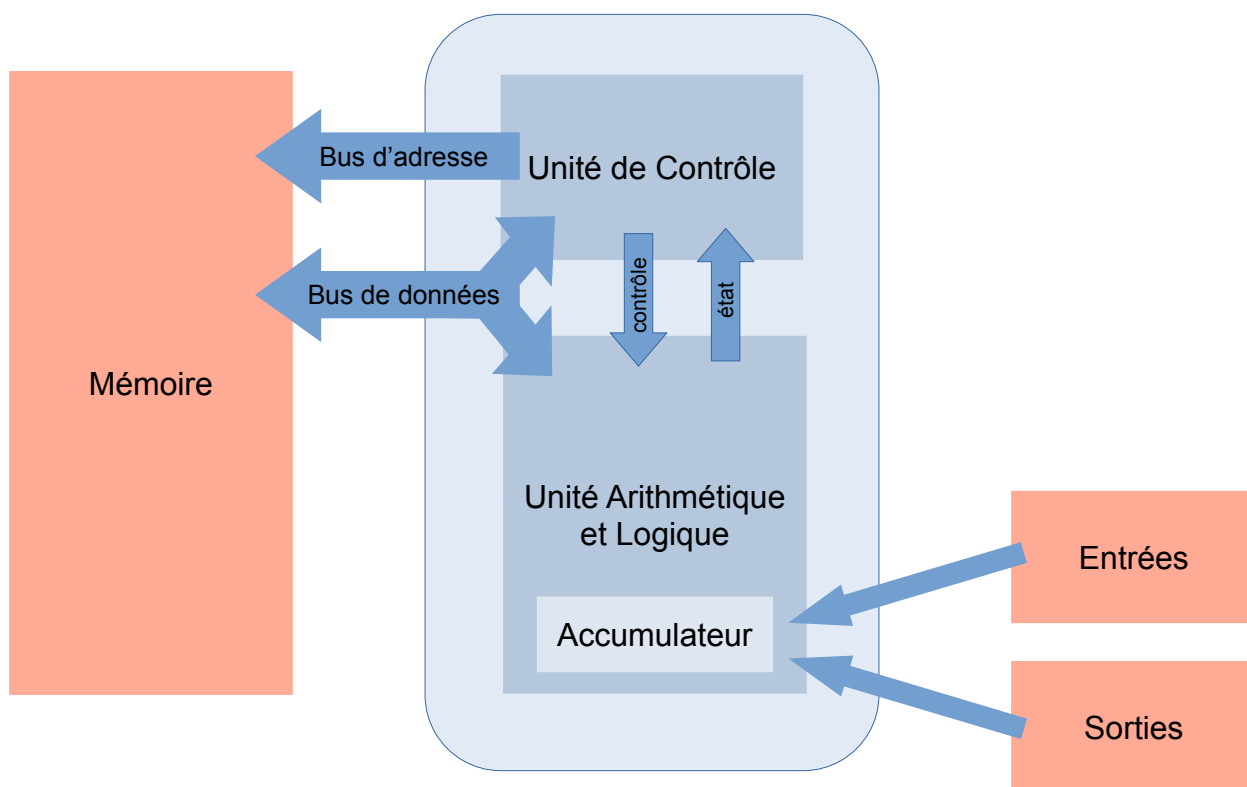 Bus d’adresse
Unité de Contrôle
Bus de données
contrôle
état
Mémoire
Unité Arithmétique
et Logique
Accumulateur
Entrées
Sorties